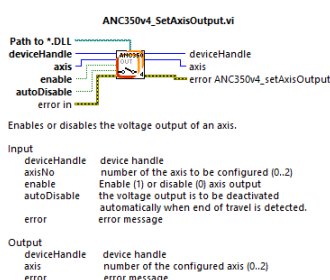 ANC350v4_SetAxisOutput.vi
Path to *.DLL
deviceHandle
axis
enable
autoDisable
error in
ANC350
OUT
4
deviceHandle
axis
error ANC350v4_setAxisOutput
Enables or disables the voltage output of an axis.
Input
deviceHandle device handle
axisNo number of the axis to be configured (0..2)
enable Enable (1) or disable (0) axis output
autoDisable the voltage output is to be deactivated
automatically when end of travel is detected.
error error message
Output
deviceHandle device handle
axis number of the configured axis (0..2)
error error message